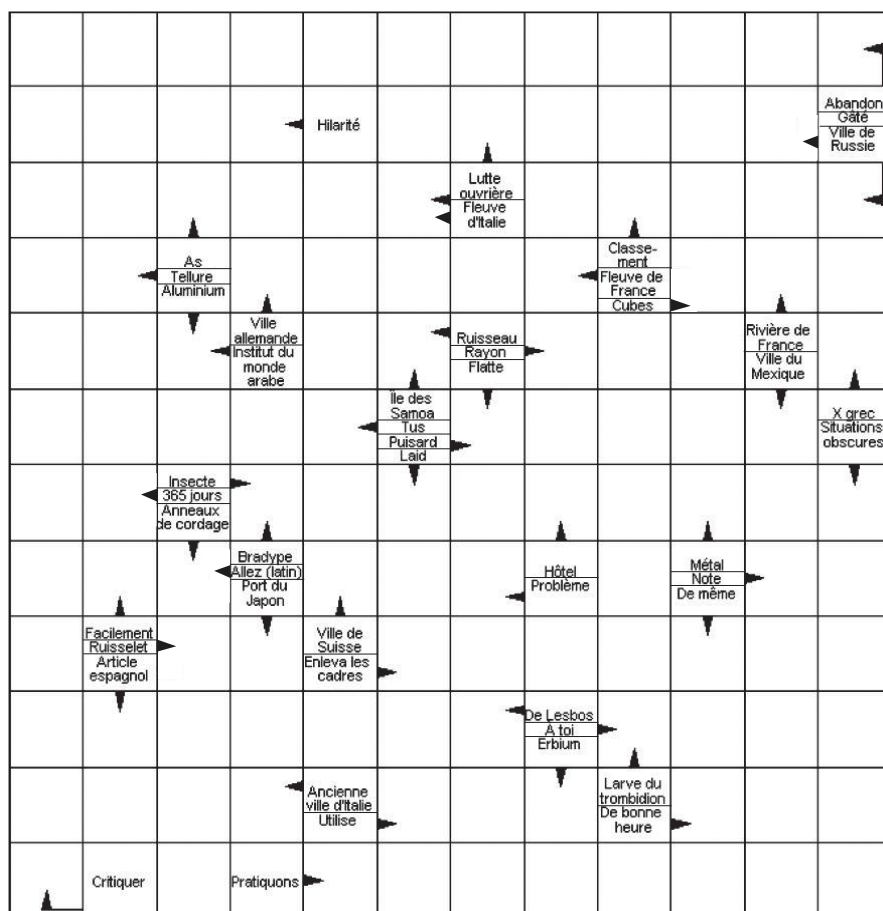 Hilarité
Abandon
Gâté
Ville de
Russie
Lutte
ouvrière
Fleuve
d'Italie
As
Tellure
Aluminium
Classe-
ment
Fleuve de
France
Cubes
Ville
allemande
Institut du
monde
arabe
Ruisseau
Rayon
Flatte
Rivière de
France
Ville du
Mexique
Île des
Samoa
Tus
Puisard
Laid
X grec
Situations
obscures
Insecte
365 jours
Anneaux
de cordage
Bradype
Allez (latin)
Port du
Japon
Hôtel
Problème
Métal
Note
De même
Facilement
Ruisselet
Article
espagnol
Ville de
Suisse
Enleva les
cadres
De Lesbos
À toi
Erbium
Ancienne
ville d'Italie
Utilise
Larve du
trombidion
De bonne
heure
Critiquer
Pratiquons